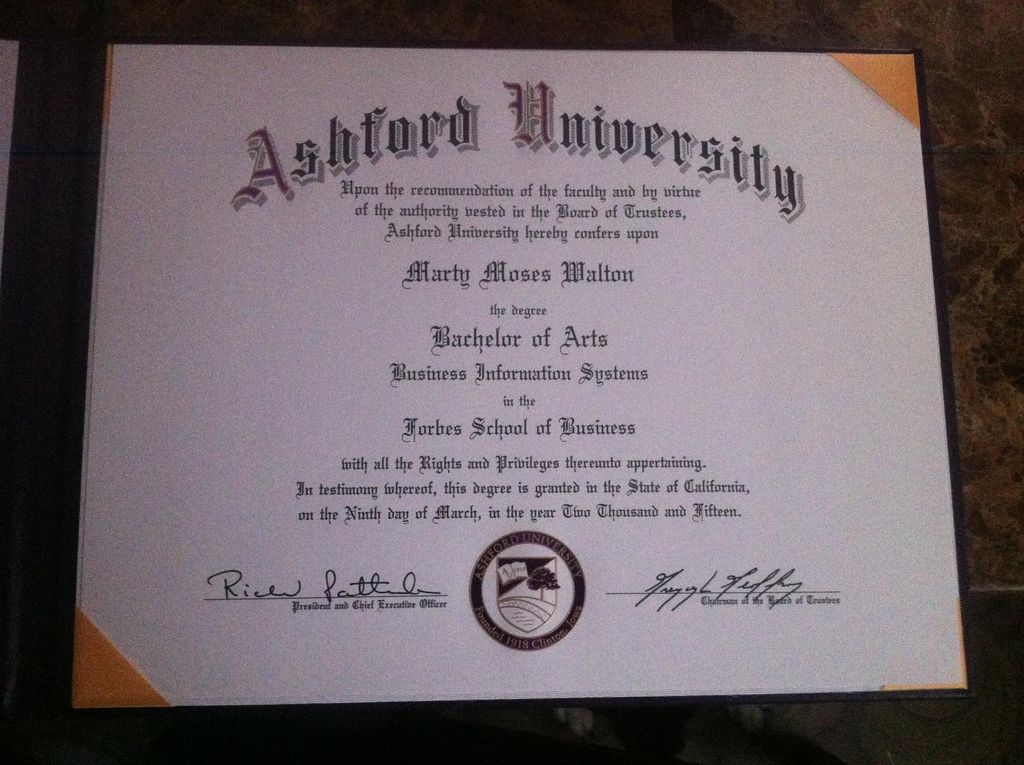 Ashford University
Upon the recommendation of the faculty and by virtue
of the authority vested in the Board of Trustees,
Ashford University hereby confers upon
Marty Moses Walton
the degree
Bachelor of Arts
Business Information Systems
in the
Forbes School of Business
with all the Rights and Privileges thereunto appertaining.
In testimony whereof, this degree is granted in the State of California,
on the Ninth day of March, in the year Two Thousand and Fifteen.
ASHFORD UNIVERSITY
Founded 1918 Clinton, Iowa
President and Chief Executive Officer
Chairman of the Board of Trustees